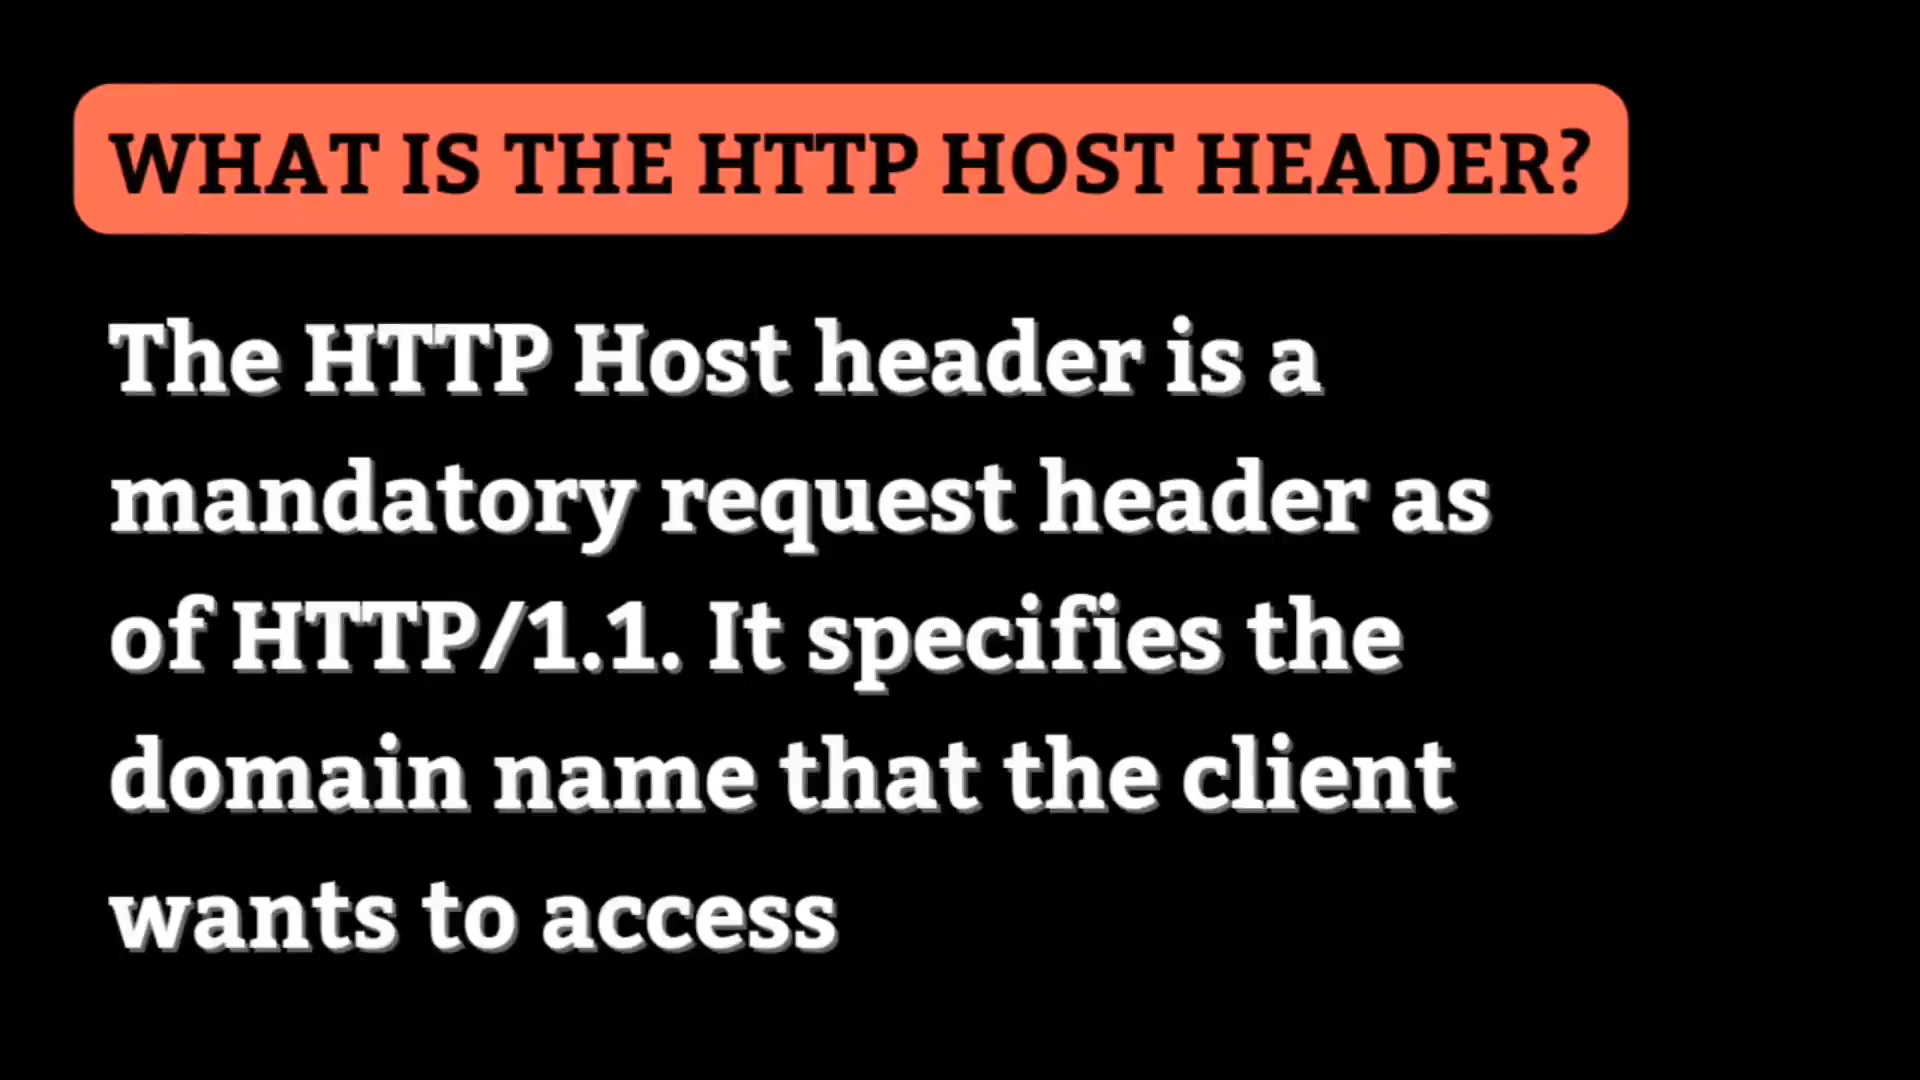 WHAT IS THE HTTP HOST HEADER?
The HTTP Host header is a
mandatory request header as
of HTTP/1.1. It specifies the
domain name that the client
wants to access